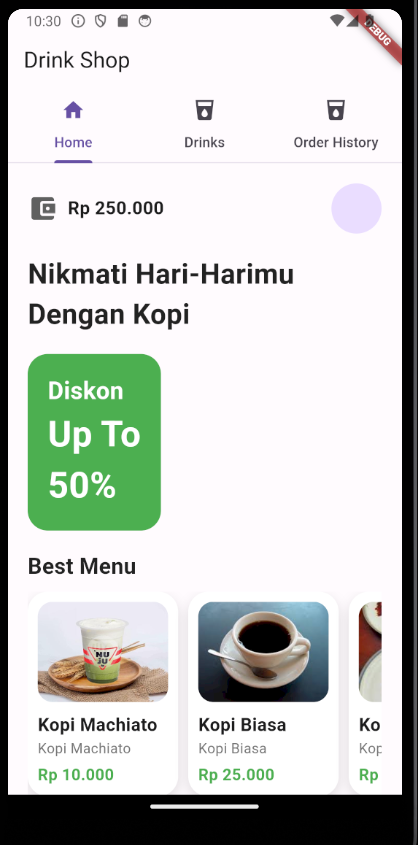 10:30
DEBUG
Drink Shop
Home
Drinks
Order History
Rp 250.000
Nikmati Hari-Harimu
Dengan Kopi
Diskon
Up To
50%
Best Menu
NU
JU
Kopi Machiato
Kopi Machiato
Rp 10.000
Kopi Biasa
Kopi Biasa
Rp 25.000
Ko
Kop
Rp